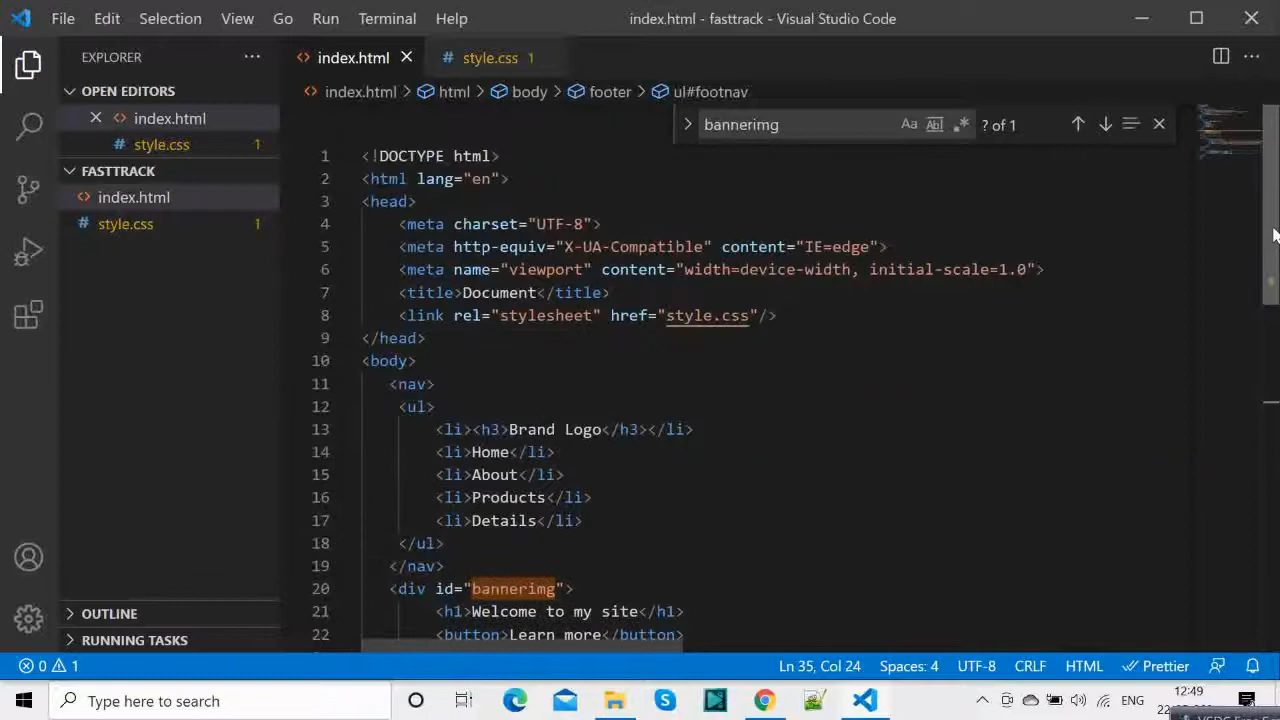 File Edit Selection View Go Run Terminal Help index.html - fasttrack - Visual Studio Code
EXPLORER
OPEN EDITORS
index.html
style.css 1
FASTTRACK
index.html
style.css 1
OUTLINE
RUNNING TASKS
index.html
style.css 1
index.html > html > body > footer > ul#footnav
bannerimg Aa Abl .* ? of 1
1 <!DOCTYPE html>
2 <html lang="en">
3 <head>
4 <meta charset="UTF-8">
5 <meta http-equiv="X-UA-Compatible" content="IE=edge">
6 <meta name="viewport" content="width=device-width, initial-scale=1.0">
7 <title>Document</title>
8 <link rel="stylesheet" href="style.css"/>
9 </head>
10 <body>
11 <nav>
12 <ul>
13 <li><h3>Brand Logo</h3></li>
14 <li>Home</li>
15 <li>About</li>
16 <li>Products</li>
17 <li>Details</li>
18 </ul>
19 </nav>
20 <div id="bannerimg">
21 <h1>Welcome to my site</h1>
22 <button>Learn more</button>
0 1 Ln 35, Col 24 Spaces: 4 UTF-8 CRLF HTML Prettier
Type here to search ENG 12:49